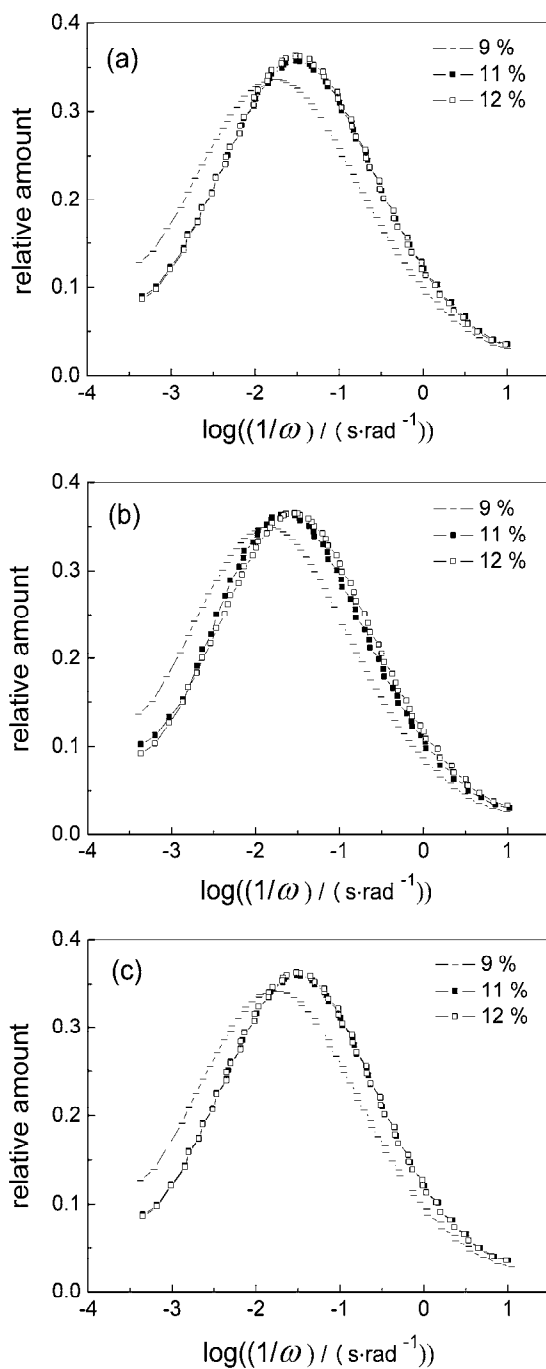 (a)
9 %
11 %
12 %
relative amount
0.4
0.3
0.2
0.1
0.0
-4 -3 -2 -1 0 1
log((1/ω) / (s·rad⁻¹))
(b)
9 %
11 %
12 %
relative amount
0.4
0.3
0.2
0.1
0.0
-4 -3 -2 -1 0 1
log((1/ω) / (s·rad⁻¹))
(c)
9 %
11 %
12 %
relative amount
0.4
0.3
0.2
0.1
0.0
-4 -3 -2 -1 0 1
log((1/ω) / (s·rad⁻¹))